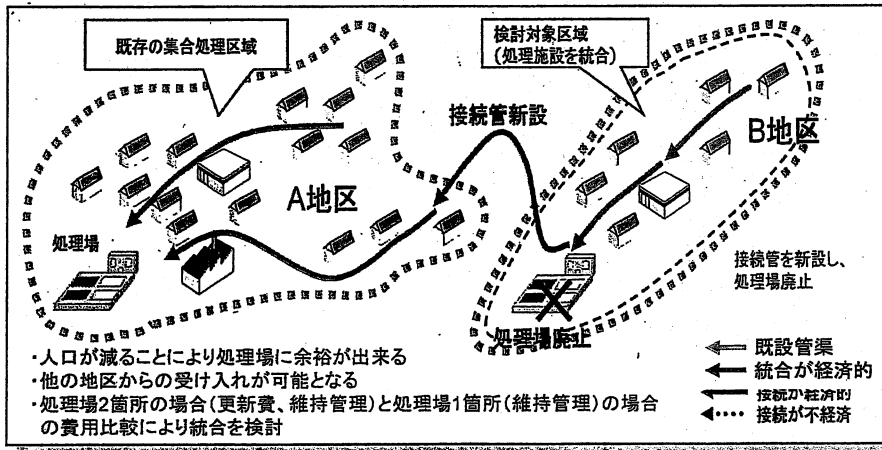 既存の集合処理区域
検討対象区域
(処理施設を統合)
接続管新設
B地区
A地区
処理場
接続管を新設し、
処理場廃止
処理場廃止
・人口が減ることにより処理場に余裕が出来る
・他の地区からの受け入れが可能となる
・処理場2箇所の場合(更新費、維持管理)と処理場1箇所(維持管理)の場合
の費用比較により統合を検討
既設管渠
統合が経済的
接続が経済的
接続が不経済